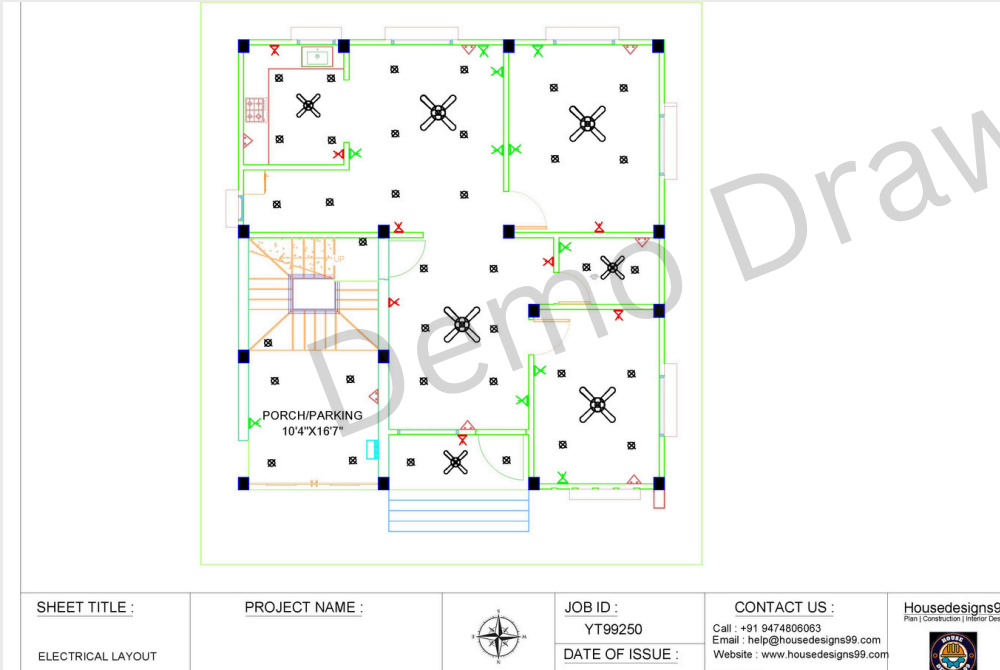 UP
PORCH/PARKING
10'4"X16'7"
Demo Draw
SHEET TITLE :
ELECTRICAL LAYOUT
PROJECT NAME :
S
W
N
JOB ID :
YT99250
DATE OF ISSUE :
CONTACT US :
Call : +91 9474806063
Email : help@housedesigns99.com
Website : www.housedesigns99.com
Housedesigns9
Plan | Construction | Interior Des
HOUSE